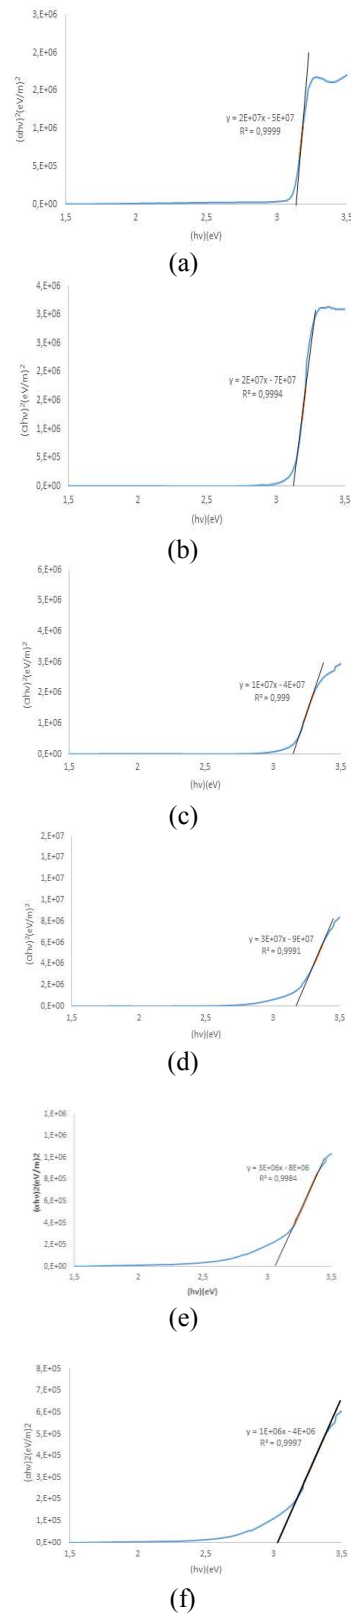 3,E+06
2,E+06
2,E+06
1,E+06
5,E+05
0,E+00
(αhν)²(eV/m)²
y = 2E+07x - 5E+07
R² = 0,9999
1,5 2 2,5 3 3,5
(hν)(eV)
(a)
4,E+06
3,E+06
3,E+06
2,E+06
2,E+06
1,E+06
5,E+05
0,E+00
(αhν)²(eV/m)²
y = 2E+07x - 7E+07
R² = 0,9994
1,5 2 2,5 3 3,5
(hν)(eV)
(b)
6,E+06
5,E+06
4,E+06
3,E+06
2,E+06
1,E+06
0,E+00
(αhν)²(eV/m)²
y = 1E+07x - 4E+07
R² = 0,999
1,5 2 2,5 3 3,5
(hν)(eV)
(c)
2,E+07
1,E+07
1,E+07
1,E+07
8,E+06
6,E+06
4,E+06
2,E+06
0,E+00
(αhν)²(eV/m)²
y = 3E+07x - 9E+07
R² = 0,9991
1,5 2 2,5 3 3,5
(hν)(eV)
(d)
1,E+06
1,E+06
1,E+06
8,E+05
6,E+05
4,E+05
2,E+05
0,E+00
(αhν)2(eV/m)2
y = 3E+06x - 8E+06
R² = 0,9984
1,5 2 2,5 3 3,5
(hν)(eV)
(e)
8,E+05
7,E+05
6,E+05
5,E+05
4,E+05
3,E+05
2,E+05
1,E+05
0,E+00
(αhν)2(eV/m)2
y = 1E+06x - 4E+06
R² = 0,9997
1,5 2 2,5 3 3,5
(hν)(eV)
(f)